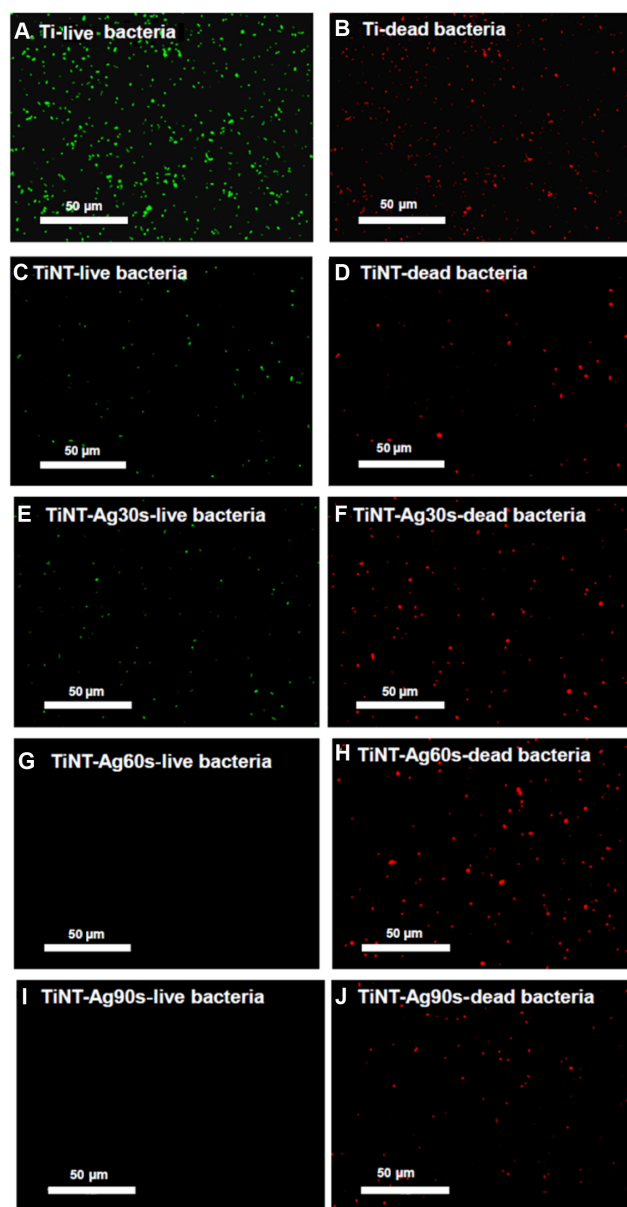 A Ti-live bacteria
B Ti-dead bacteria
50 µm
50 µm
C TiNT-live bacteria
D TiNT-dead bacteria
50 µm
50 µm
E TiNT-Ag30s-live bacteria
F TiNT-Ag30s-dead bacteria
50 µm
50 µm
G TiNT-Ag60s-live bacteria
H TiNT-Ag60s-dead bacteria
50 µm
50 µm
I TiNT-Ag90s-live bacteria
J TiNT-Ag90s-dead bacteria
50 µm
50 µm